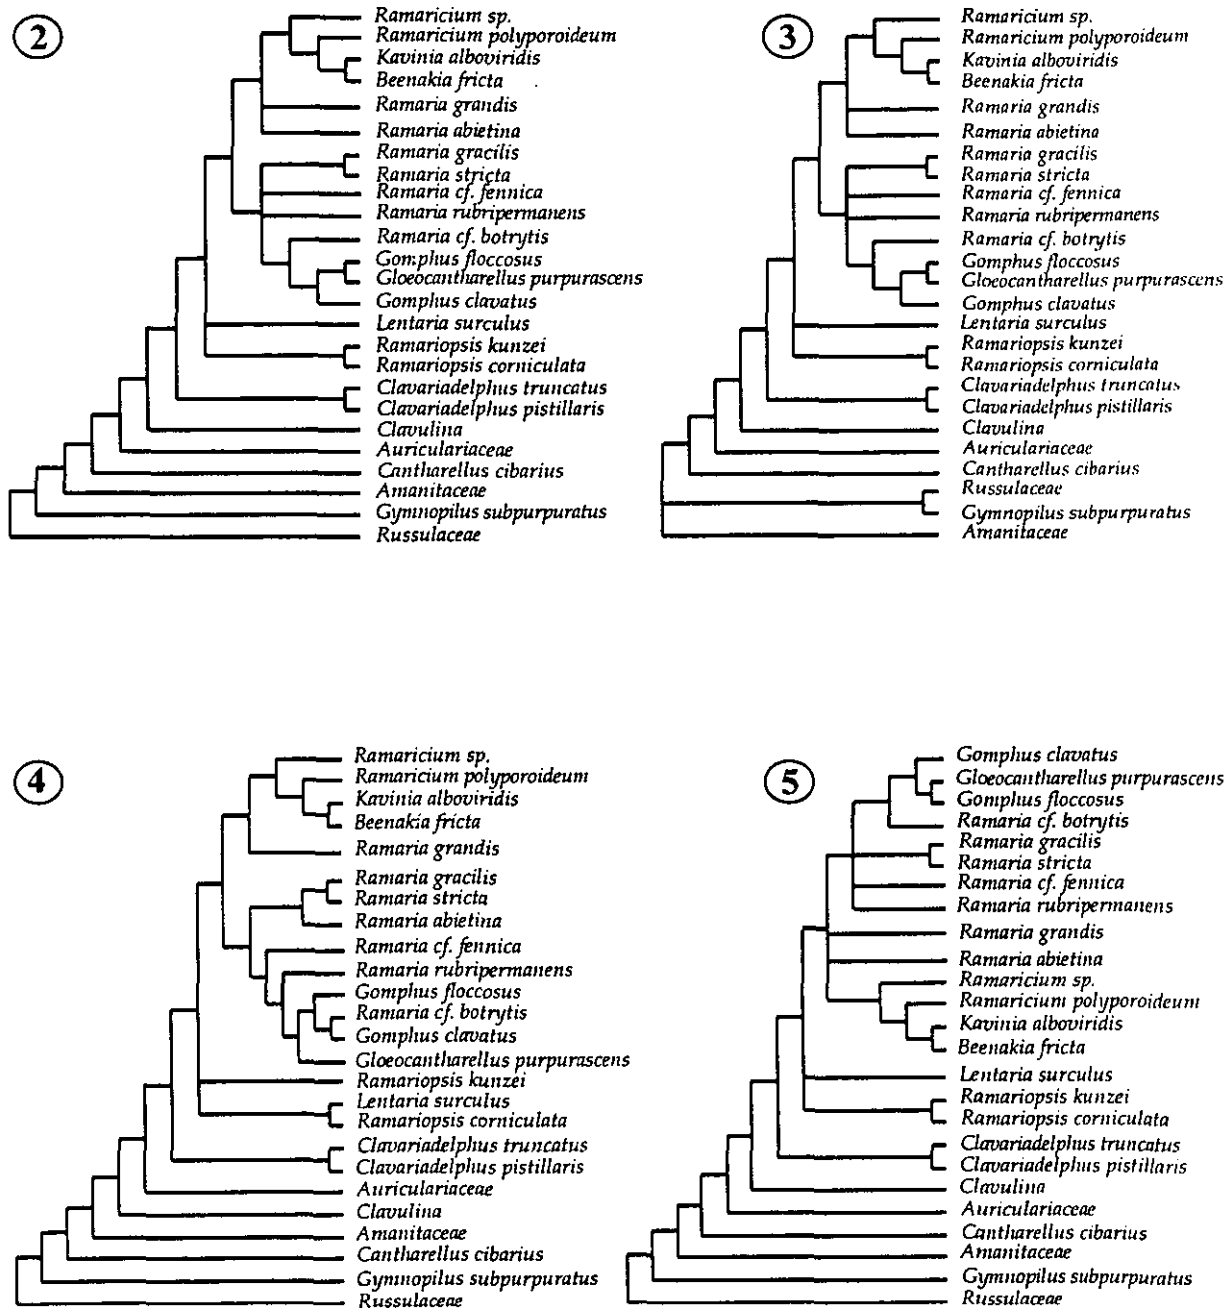 2
Ramaricium sp.
Ramaricium polyporoideum
Kavinia alboviridis
Beenakia fricta
Ramaria grandis
Ramaria abietina
Ramaria gracilis
Ramaria stricta
Ramaria cf. fennica
Ramaria rubripermanens
Ramaria cf. botrytis
Gomphus floccosus
Gloeocantharellus purpurascens
Gomphus clavatus
Lentaria surculus
Ramariopsis kunzei
Ramariopsis corniculata
Clavariadelphus truncatus
Clavariadelphus pistillaris
Clavulina
Auriculariaceae
Cantharellus cibarius
Amanitaceae
Gymnopilus subpurpuratus
Russulaceae
3
Ramaricium sp.
Ramaricium polyporoideum
Kavinia alboviridis
Beenakia fricta
Ramaria grandis
Ramaria abietina
Ramaria gracilis
Ramaria stricta
Ramaria cf. fennica
Ramaria rubripermanens
Ramaria cf. botrytis
Gomphus floccosus
Gloeocantharellus purpurascens
Gomphus clavatus
Lentaria surculus
Ramariopsis kunzei
Ramariopsis corniculata
Clavariadelphus truncatus
Clavariadelphus pistillaris
Clavulina
Auriculariaceae
Cantharellus cibarius
Russulaceae
Gymnopilus subpurpuratus
Amanitaceae
4
Ramaricium sp.
Ramaricium polyporoideum
Kavinia alboviridis
Beenakia fricta
Ramaria grandis
Ramaria gracilis
Ramaria stricta
Ramaria abietina
Ramaria cf. fennica
Ramaria rubripermanens
Gomphus floccosus
Ramaria cf. botrytis
Gomphus clavatus
Gloeocantharellus purpurascens
Ramariopsis kunzei
Lentaria surculus
Ramariopsis corniculata
Clavariadelphus truncatus
Clavariadelphus pistillaris
Auriculariaceae
Clavulina
Amanitaceae
Cantharellus cibarius
Gymnopilus subpurpuratus
Russulaceae
5
Gomphus clavatus
Gloeocantharellus purpurascens
Gomphus floccosus
Ramaria cf. botrytis
Ramaria gracilis
Ramaria stricta
Ramaria cf. fennica
Ramaria rubripermanens
Ramaria grandis
Ramaria abietina
Ramaricium sp.
Ramaricium polyporoideum
Kavinia alboviridis
Beenakia fricta
Lentaria surculus
Ramariopsis kunzei
Ramariopsis corniculata
Clavariadelphus truncatus
Clavariadelphus pistillaris
Clavulina
Auriculariaceae
Cantharellus cibarius
Amanitaceae
Gymnopilus subpurpuratus
Russulaceae